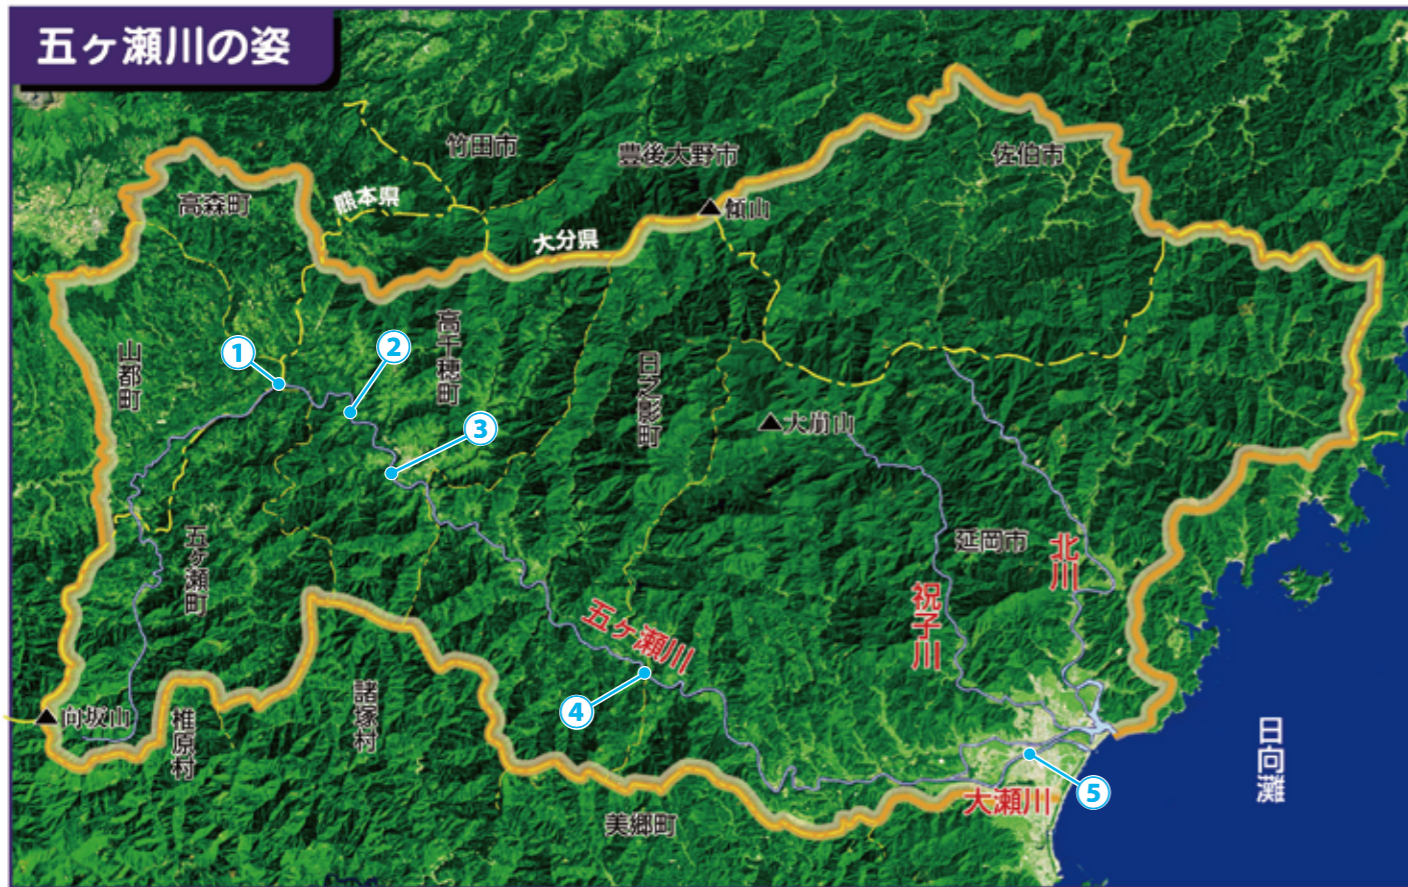 五ヶ瀬川の姿
竹田市
豊後大野市
佐伯市
高森町
熊本県
傾山
大分県
山都町
①
②
高千穂町
日之影町
③
大崩山
五ヶ瀬町
延岡市
北川
祝子川
五ヶ瀬川
④
向坂山
椎原村
諸塚村
日向灘
⑤
大瀬川
美郷町